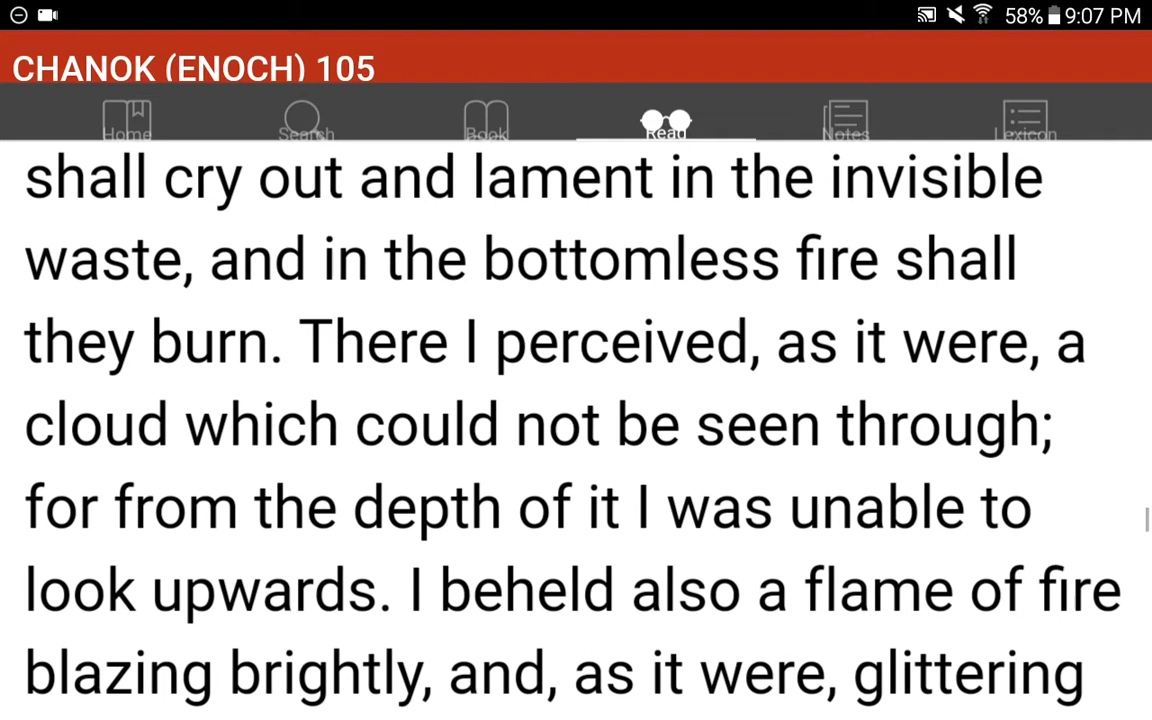 58% 9:07 PM
CHANOK (ENOCH) 105
Home Search Book Read Notes Lexicon
shall cry out and lament in the invisible
waste, and in the bottomless fire shall
they burn. There I perceived, as it were, a
cloud which could not be seen through;
for from the depth of it I was unable to
look upwards. I beheld also a flame of fire
blazing brightly, and, as it were, glittering